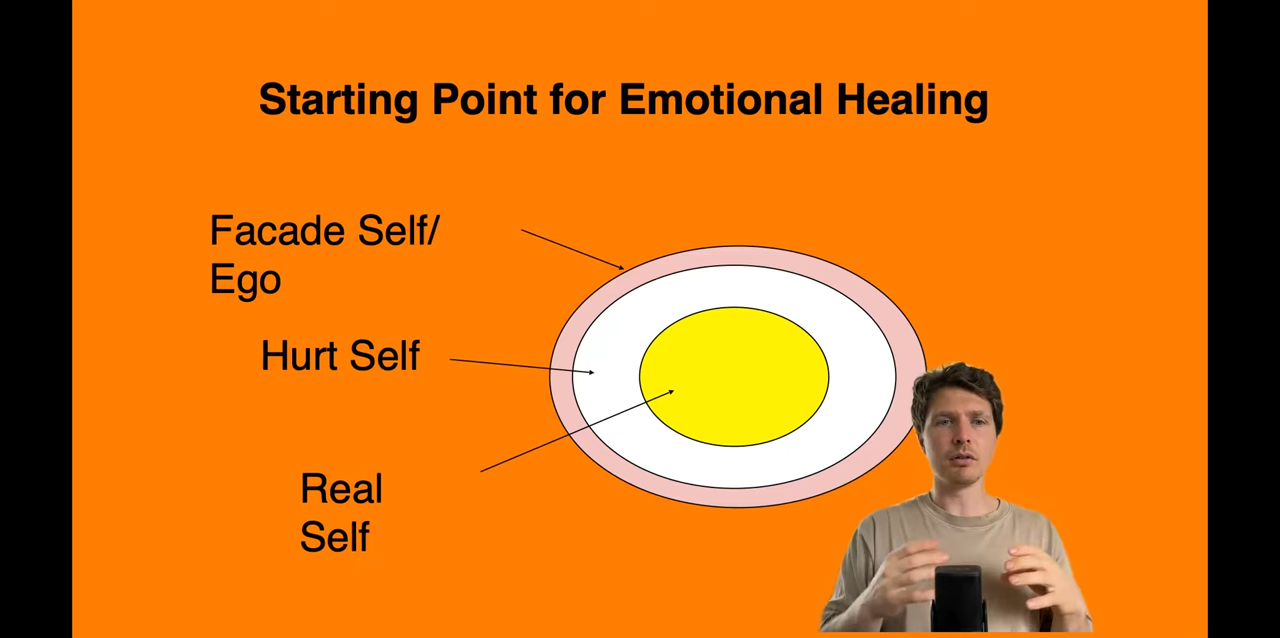 Starting Point for Emotional Healing
Facade Self/
Ego
Hurt Self
Real
Self